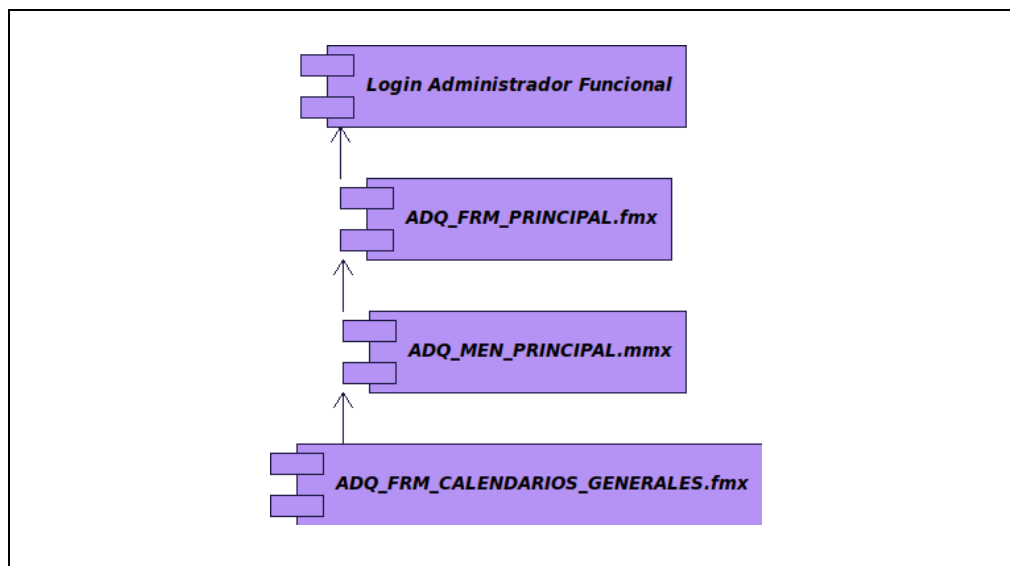 Login Administrador Funcional
ADQ_FRM_PRINCIPAL.fmx
ADQ_MEN_PRINCIPAL.mmx
ADQ_FRM_CALENDARIOS_GENERALES.fmx